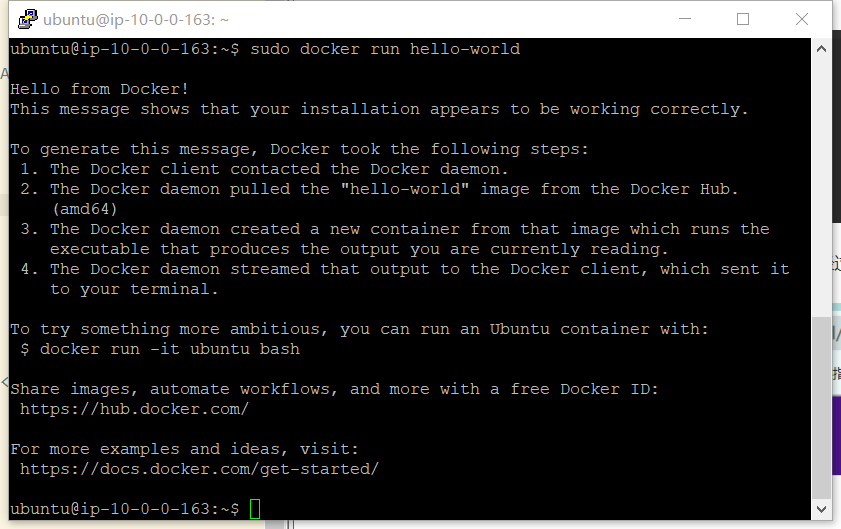 ubuntu@ip-10-0-0-163: ~
ubuntu@ip-10-0-0-163:~$ sudo docker run hello-world
Hello from Docker!
This message shows that your installation appears to be working correctly.
To generate this message, Docker took the following steps:
1. The Docker client contacted the Docker daemon.
2. The Docker daemon pulled the "hello-world" image from the Docker Hub.
(amd64)
3. The Docker daemon created a new container from that image which runs the
executable that produces the output you are currently reading.
4. The Docker daemon streamed that output to the Docker client, which sent it
to your terminal.
To try something more ambitious, you can run an Ubuntu container with:
$ docker run -it ubuntu bash
Share images, automate workflows, and more with a free Docker ID:
https://hub.docker.com/
For more examples and ideas, visit:
https://docs.docker.com/get-started/
ubuntu@ip-10-0-0-163:~$